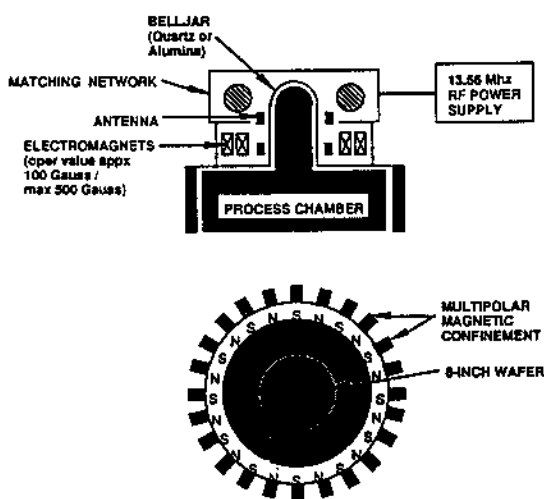 BELLJAR
(Quartz or
Alumina)
MATCHING NETWORK
13.56 Mhz
RF POWER
SUPPLY
ANTENNA
ELECTROMAGNETS
(oper value appx
100 Gauss /
max 500 Gauss)
PROCESS CHAMBER
MULTIPOLAR
MAGNETIC
CONFINEMENT
8-INCH WAFER
N S N S N S N S N S N S N S N S N S N S N S N S